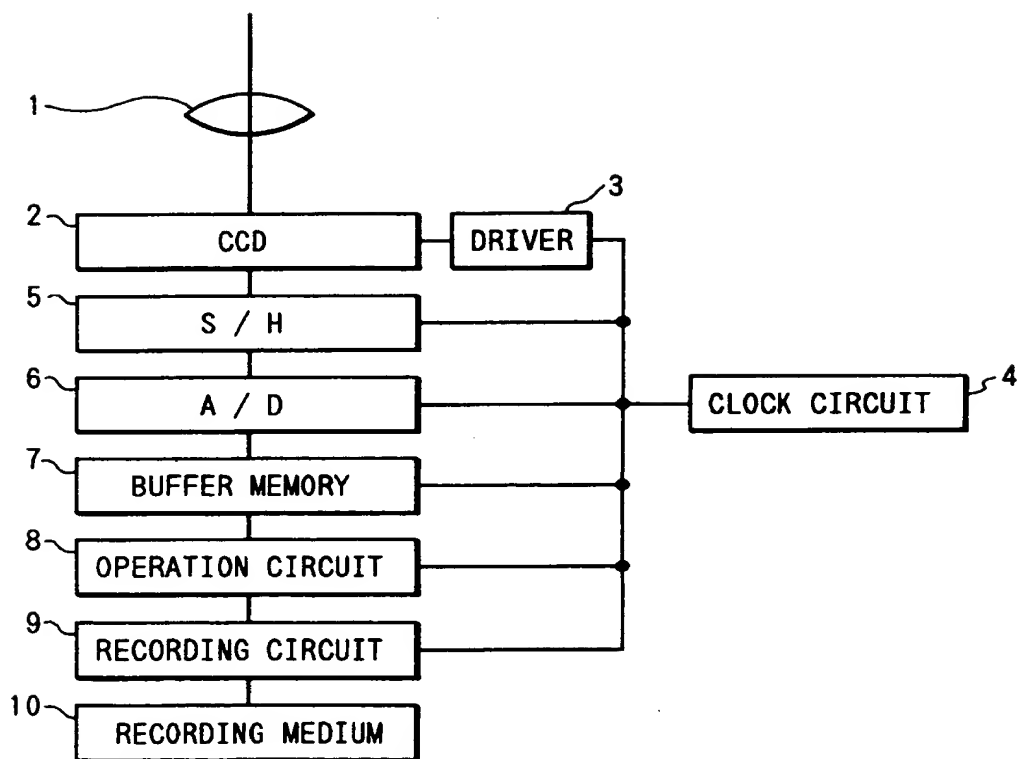 1
3
2
CCD
DRIVER
5
S / H
6
A / D
4
CLOCK CIRCUIT
7
BUFFER MEMORY
8
OPERATION CIRCUIT
9
RECORDING CIRCUIT
10
RECORDING MEDIUM